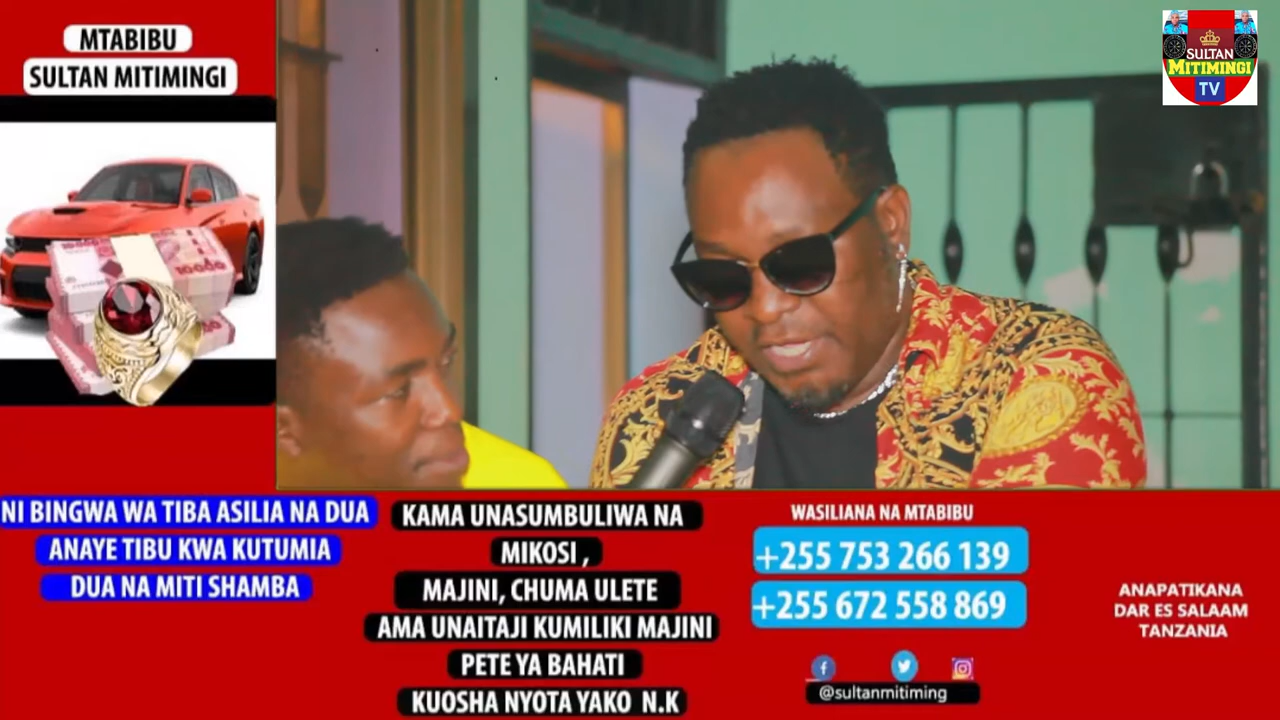 MTABIBU
SULTAN MITIMINGI
SULTAN
MITIMINGI
TV
10000
NI BINGWA WA TIBA ASILIA NA DUA
ANAYE TIBU KWA KUTUMIA
DUA NA MITI SHAMBA
KAMA UNASUMBULIWA NA
MIKOSI ,
MAJINI, CHUMA ULETE
AMA UNAITAJI KUMILIKI MAJINI
PETE YA BAHATI
KUOSHA NYOTA YAKO N.K
WASILIANA NA MTABIBU
+255 753 266 139
+255 672 558 869
@sultanmitiming
ANAPATIKANA
DAR ES SALAAM
TANZANIA